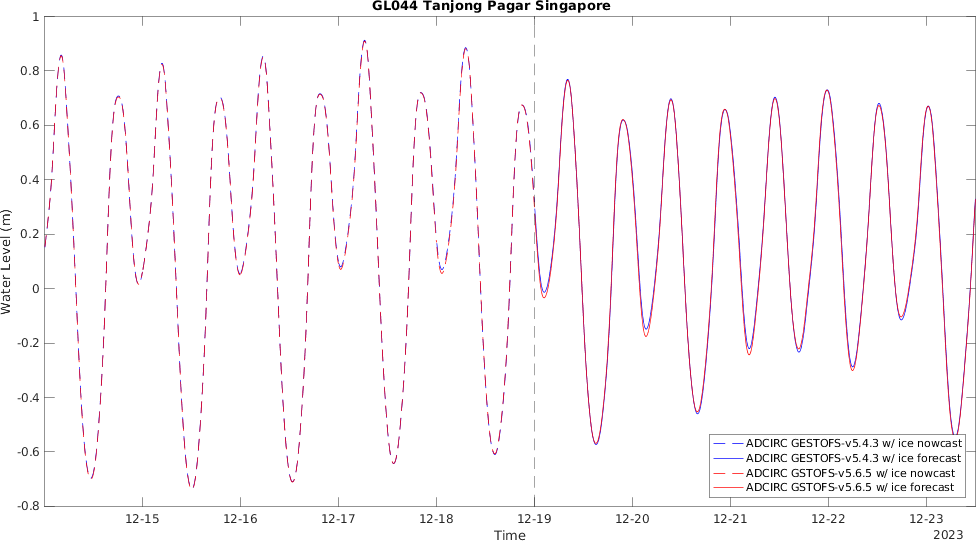 GL044 Tanjong Pagar Singapore
Water Level (m)
1
0.8
0.6
0.4
0.2
0
-0.2
-0.4
-0.6
-0.8
ADCIRC GESTOFS-v5.4.3 w/ ice nowcast
ADCIRC GESTOFS-v5.4.3 w/ ice forecast
ADCIRC GSTOFS-v5.6.5 w/ ice nowcast
ADCIRC GSTOFS-v5.6.5 w/ ice forecast
12-15 12-16 12-17 12-18 12-19 12-20 12-21 12-22 12-23
Time
2023